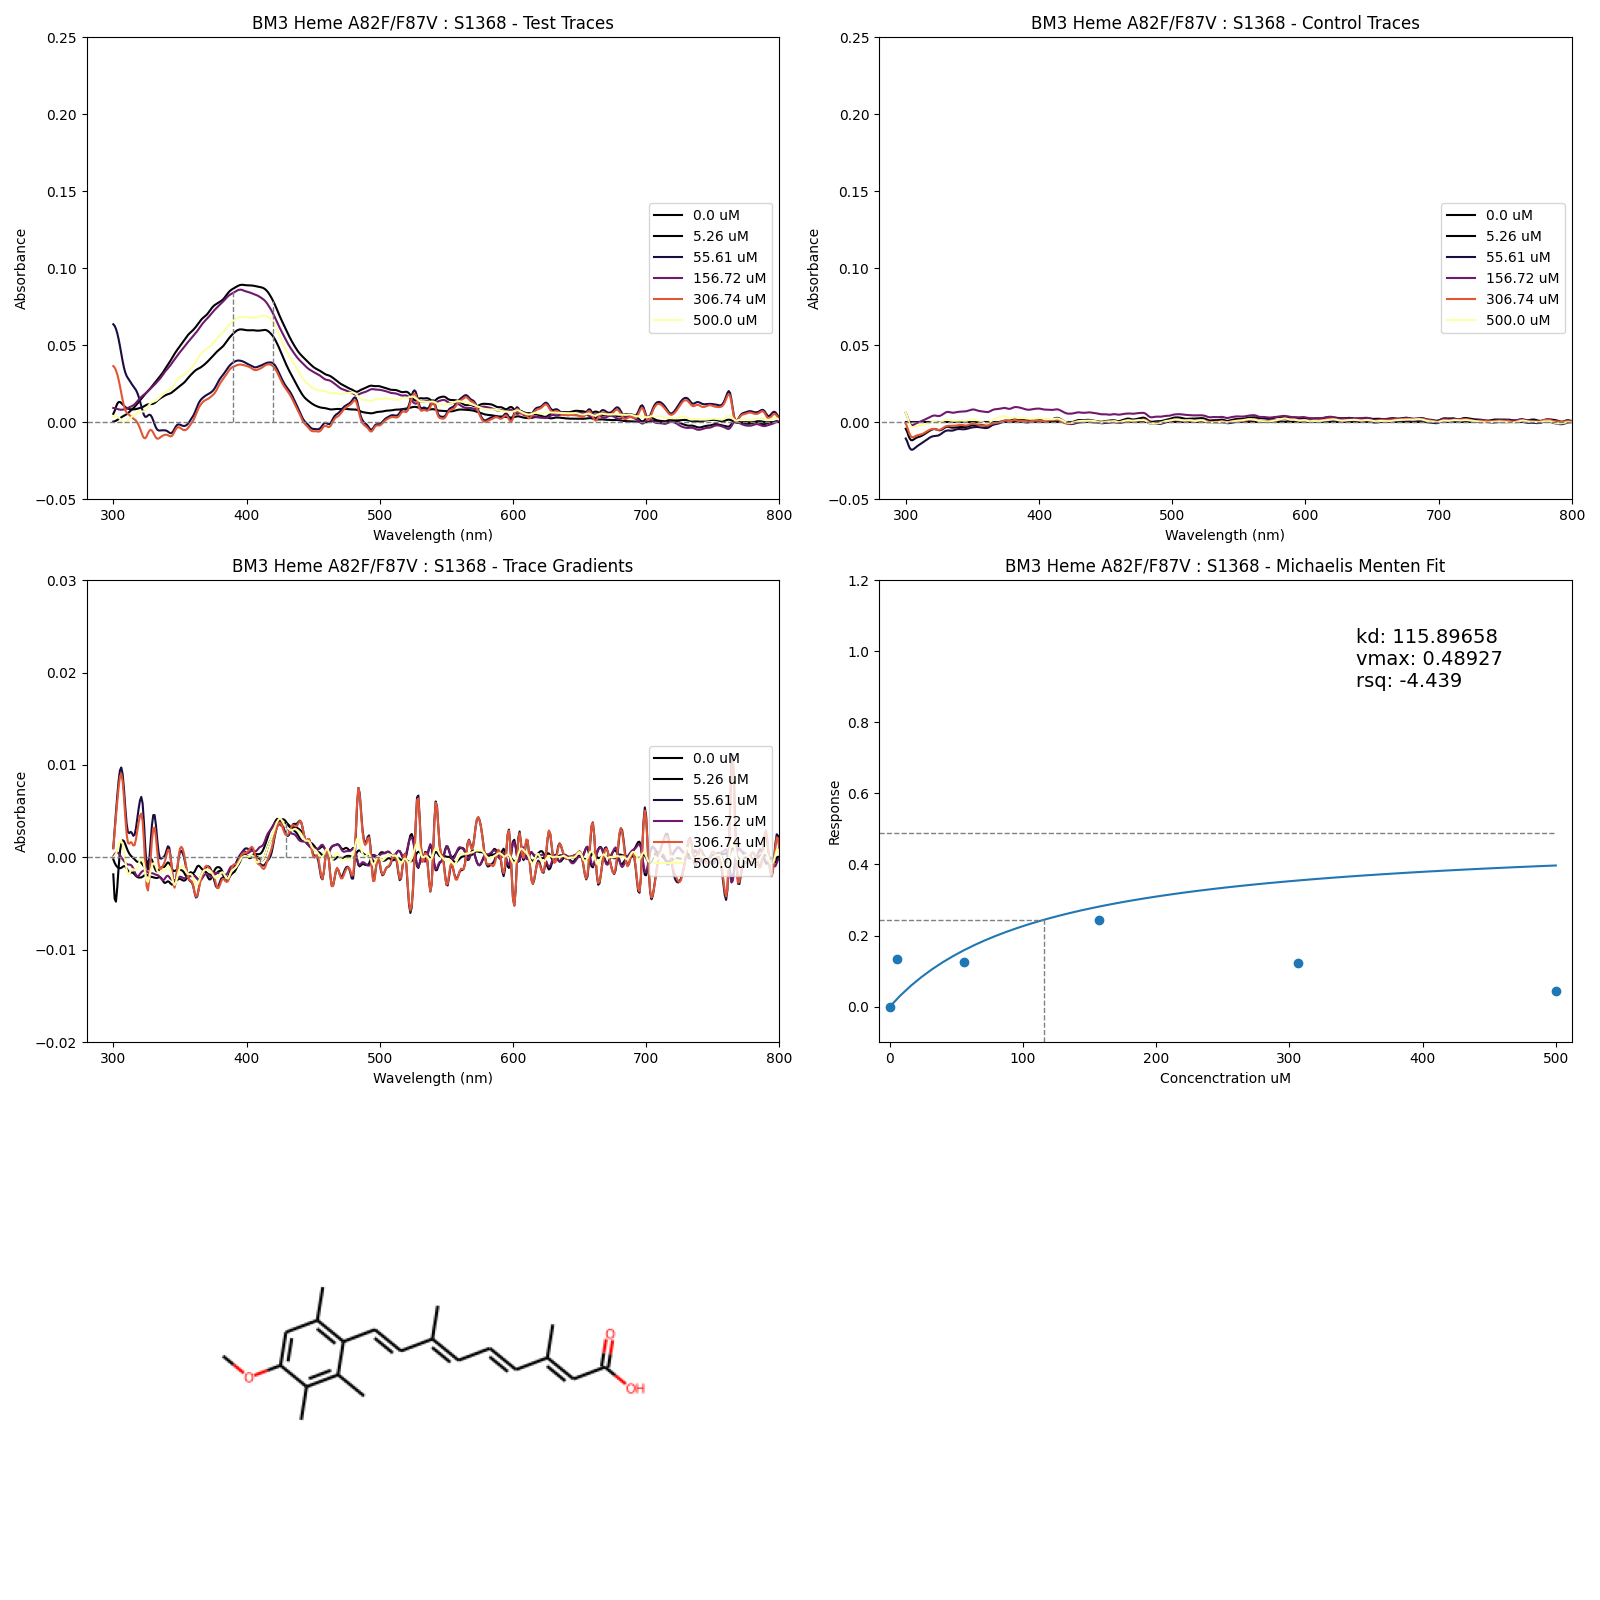 BM3 Heme A82F/F87V : S1368 - Test Traces
0.25
0.20
0.15
0.10
0.05
0.00
−0.05
Absorbance
300 400 500 600 700 800
Wavelength (nm)
0.0 uM
5.26 uM
55.61 uM
156.72 uM
306.74 uM
500.0 uM
BM3 Heme A82F/F87V : S1368 - Control Traces
0.25
0.20
0.15
0.10
0.05
0.00
−0.05
Absorbance
300 400 500 600 700 800
Wavelength (nm)
0.0 uM
5.26 uM
55.61 uM
156.72 uM
306.74 uM
500.0 uM
BM3 Heme A82F/F87V : S1368 - Trace Gradients
0.03
0.02
0.01
0.00
−0.01
−0.02
Absorbance
300 400 500 600 700 800
Wavelength (nm)
0.0 uM
5.26 uM
55.61 uM
156.72 uM
306.74 uM
500.0 uM
BM3 Heme A82F/F87V : S1368 - Michaelis Menten Fit
1.2
1.0
0.8
0.6
0.4
0.2
0.0
Response
0 100 200 300 400 500
Concenctration uM
kd: 115.89658
vmax: 0.48927
rsq: -4.439
O
O
OH